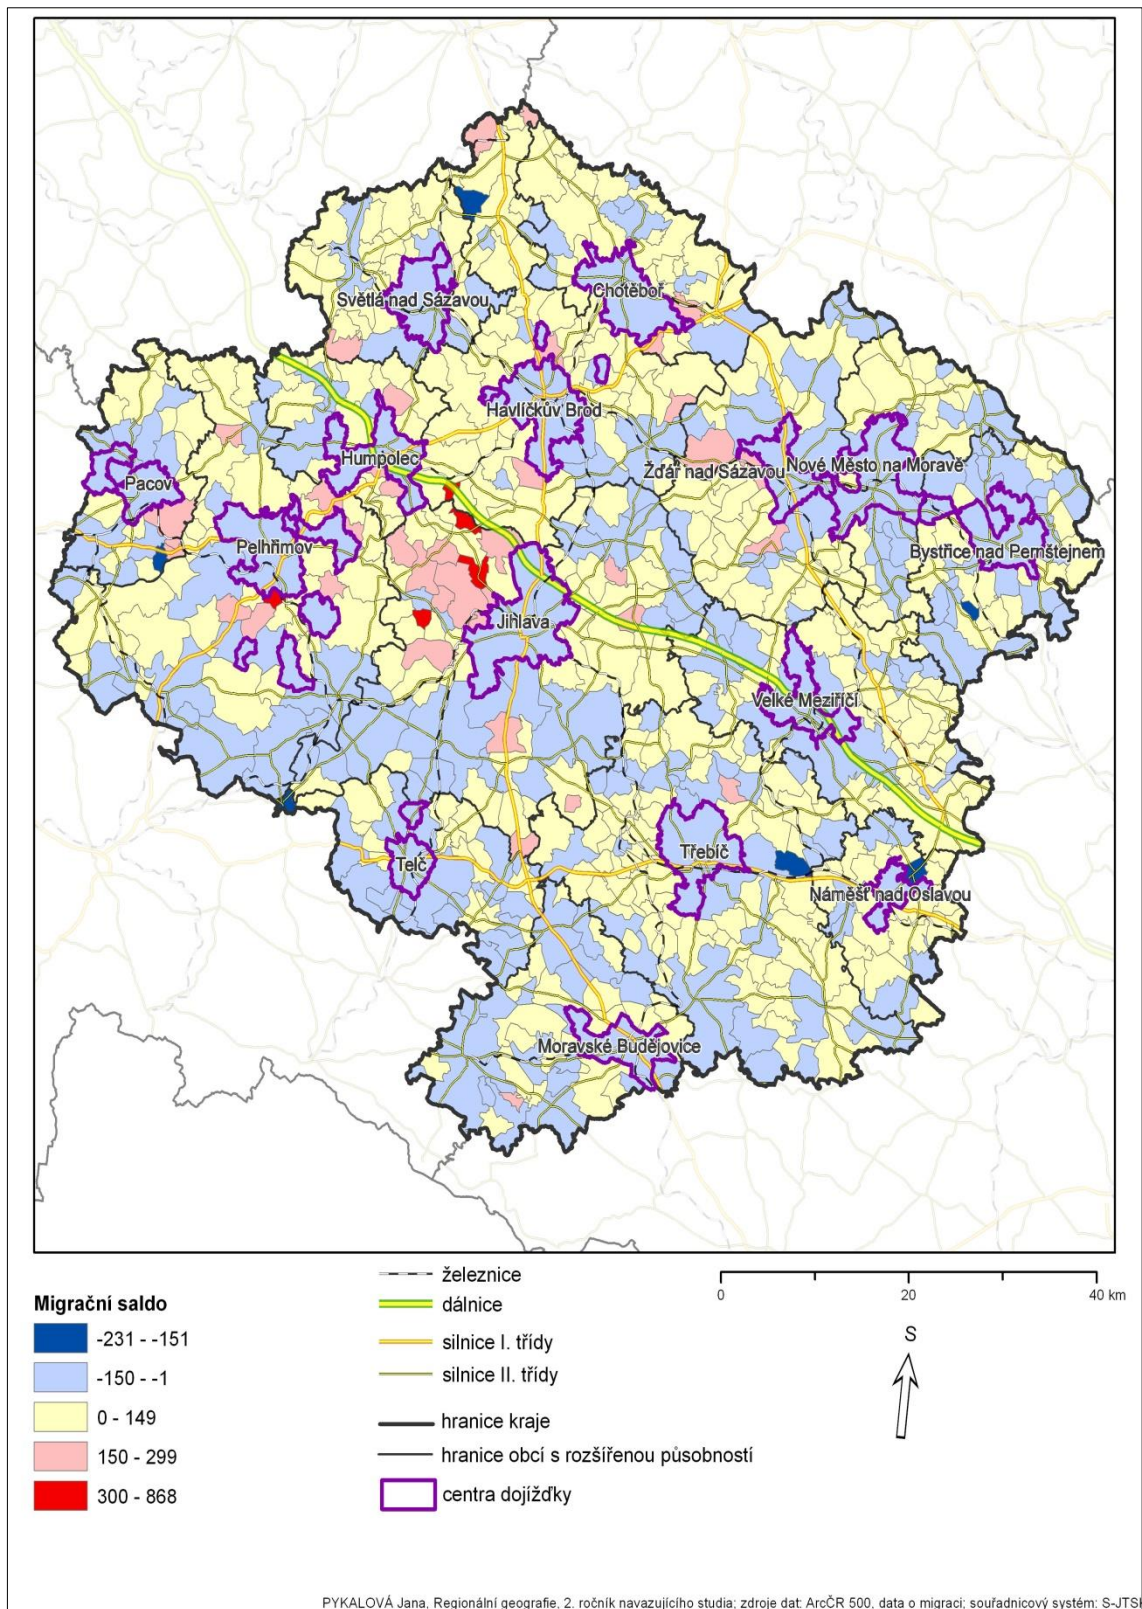 Chotěboř
Světlá nad Sázavou
Havlíčkův Brod
Humpolec
Žďár nad Sázavou
Nové Město na Moravě
Pacov
Pelhřimov
Bystřice nad Pernštejnem
Jihlava
Velké Meziříčí
Telč
Třebíč
Náměšť nad Oslavou
Moravské Budějovice
Migrační saldo
-231 - -151
-150 - -1
0 - 149
150 - 299
300 - 868
železnice
dálnice
silnice I. třídy
silnice II. třídy
hranice kraje
hranice obcí s rozšířenou působností
centra dojížďky
0 20 40 km
S
PYKALOVÁ Jana, Regionální geografie, 2. ročník navazujícího studia; zdroje dat: ArcČR 500, data o migraci; souřadnicový systém: S-JTS